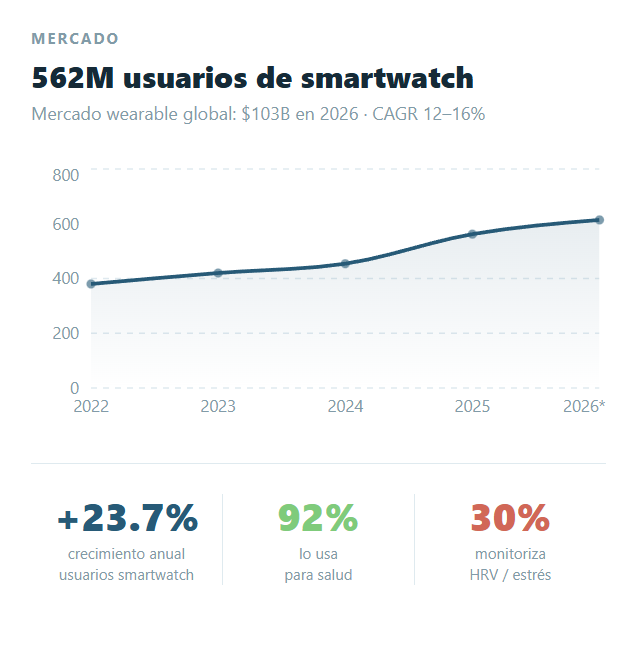 MERCADO
562M usuarios de smartwatch
Mercado wearable global: $103B en 2026 · CAGR 12–16%
800
600
400
200
0
2022 2023 2024 2025 2026*
+23.7% 92% 30%
crecimiento anual lo usa monitoriza
usuarios smartwatch para salud HRV / estrés